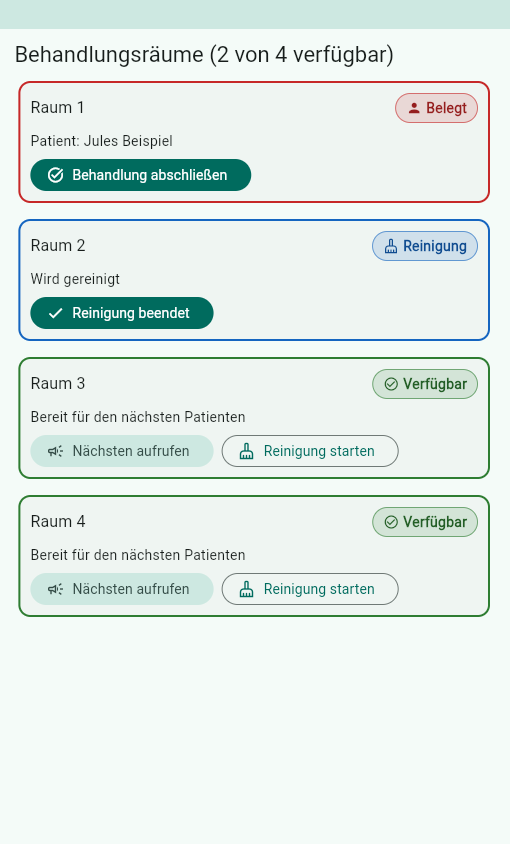 Behandlungsräume (2 von 4 verfügbar)
Raum 1
Belegt
Patient: Jules Beispiel
Behandlung abschließen
Raum 2
Reinigung
Wird gereinigt
Reinigung beendet
Raum 3
Verfügbar
Bereit für den nächsten Patienten
Nächsten aufrufen
Reinigung starten
Raum 4
Verfügbar
Bereit für den nächsten Patienten
Nächsten aufrufen
Reinigung starten